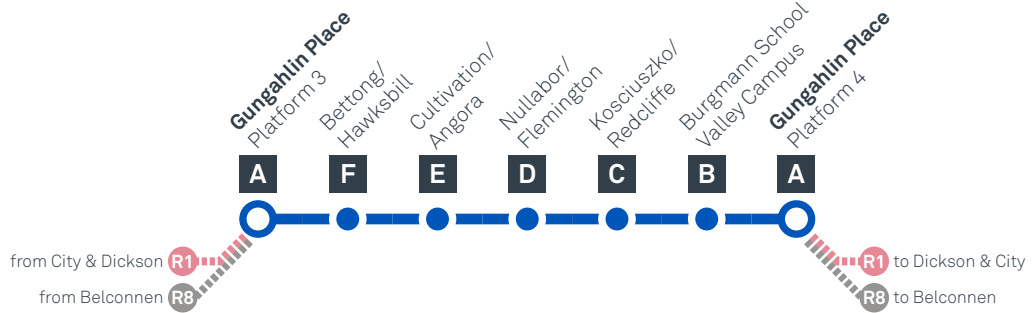 Gungahlin Place
Platform 3
Bettong/
Hawksbill
Cultivation/
Angora
Nullabor/
Flemington
Kosciuszko/
Redcliffe
Burgmann School
Valley Campus
Gungahlin Place
Platform 4
A
F
E
D
C
B
A
from City & Dickson R1
R1 to Dickson & City
from Belconnen R8
R8 to Belconnen